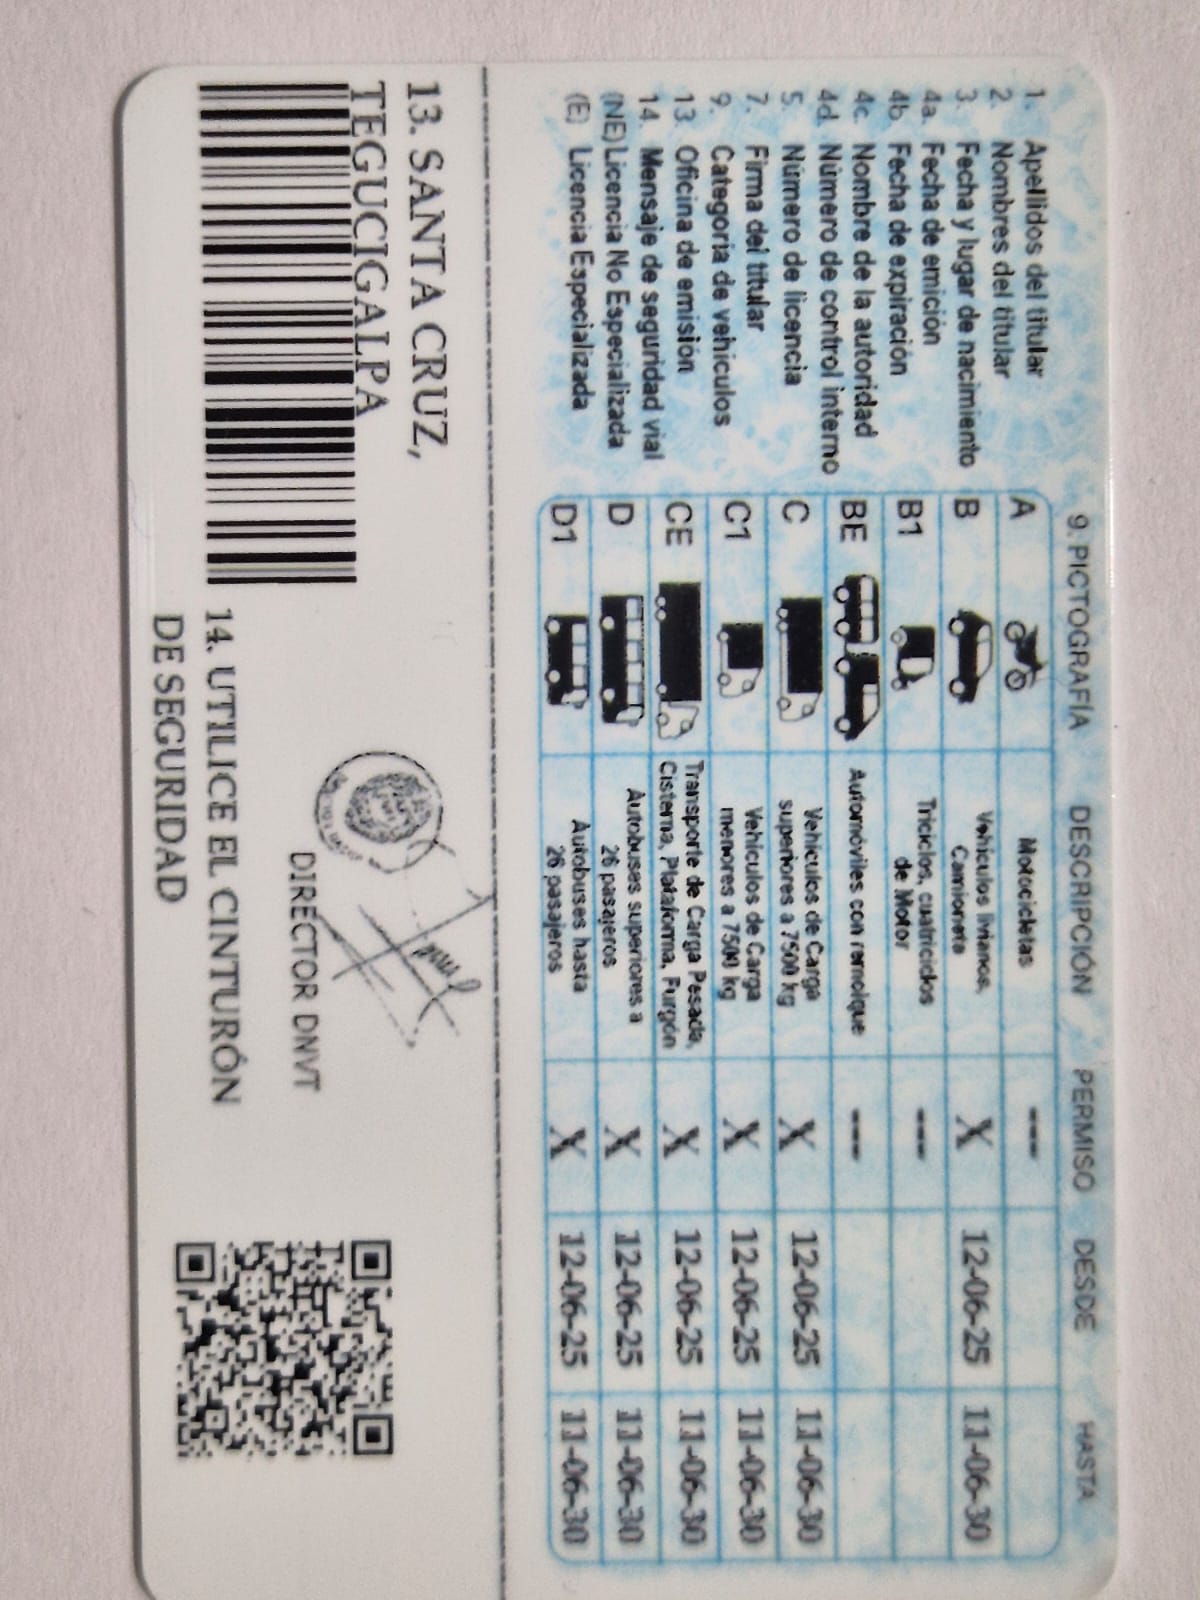 1. Apellidos del titular
2. Nombres del titular
3. Fecha y lugar de nacimiento
4a. Fecha de emición
4b. Fecha de expiración
4c. Nombre de la autoridad
4d. Número de control interno
5. Número de licencia
7. Firma del titular
9. Categoría de vehículos
13. Oficina de emisión
14. Mensaje de seguridad vial
(NE) Licencia No Especializada
(E) Licencia Especializada
9. PICTOGRAFÍA DESCRIPCIÓN PERMISO DESDE HASTA
A Motocicletas ---
B Vehículos livianos, Camioneta X 12-06-25 11-06-30
B1 Triciclos, cuatriciclos de Motor ---
BE Automóviles con remolque ---
C Vehículos de Carga superiores a 7500 kg X 12-06-25 11-06-30
C1 Vehículos de Carga menores a 7500 kg X 12-06-25 11-06-30
CE Transporte de Carga Pesada, Cisterna, Plataforma, Furgón X 12-06-25 11-06-30
D Autobuses superiores a 26 pasajeros X 12-06-25 11-06-30
D1 Autobuses hasta 26 pasajeros X 12-06-25 11-06-30
13. SANTA CRUZ,
TEGUCIGALPA
DIRECTOR DNVT
14. UTILICE EL CINTURÓN
DE SEGURIDAD